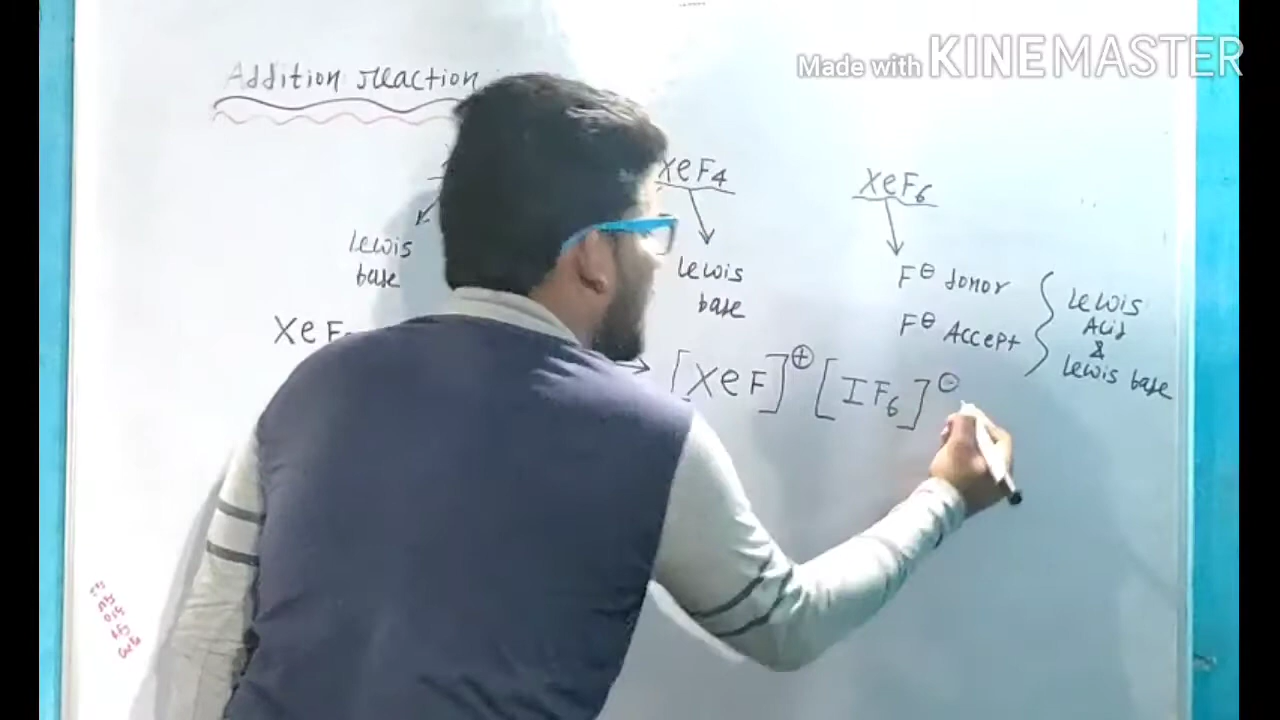 Made with KINEMASTER
Addition reaction
XeF4
XeF6
Lewis
base
Lewis
base
F⊖ donor
F⊖ Accept
Lewis
Acid
&
Lewis base
XeF
→ [XeF]⊕ [IF6]⊖